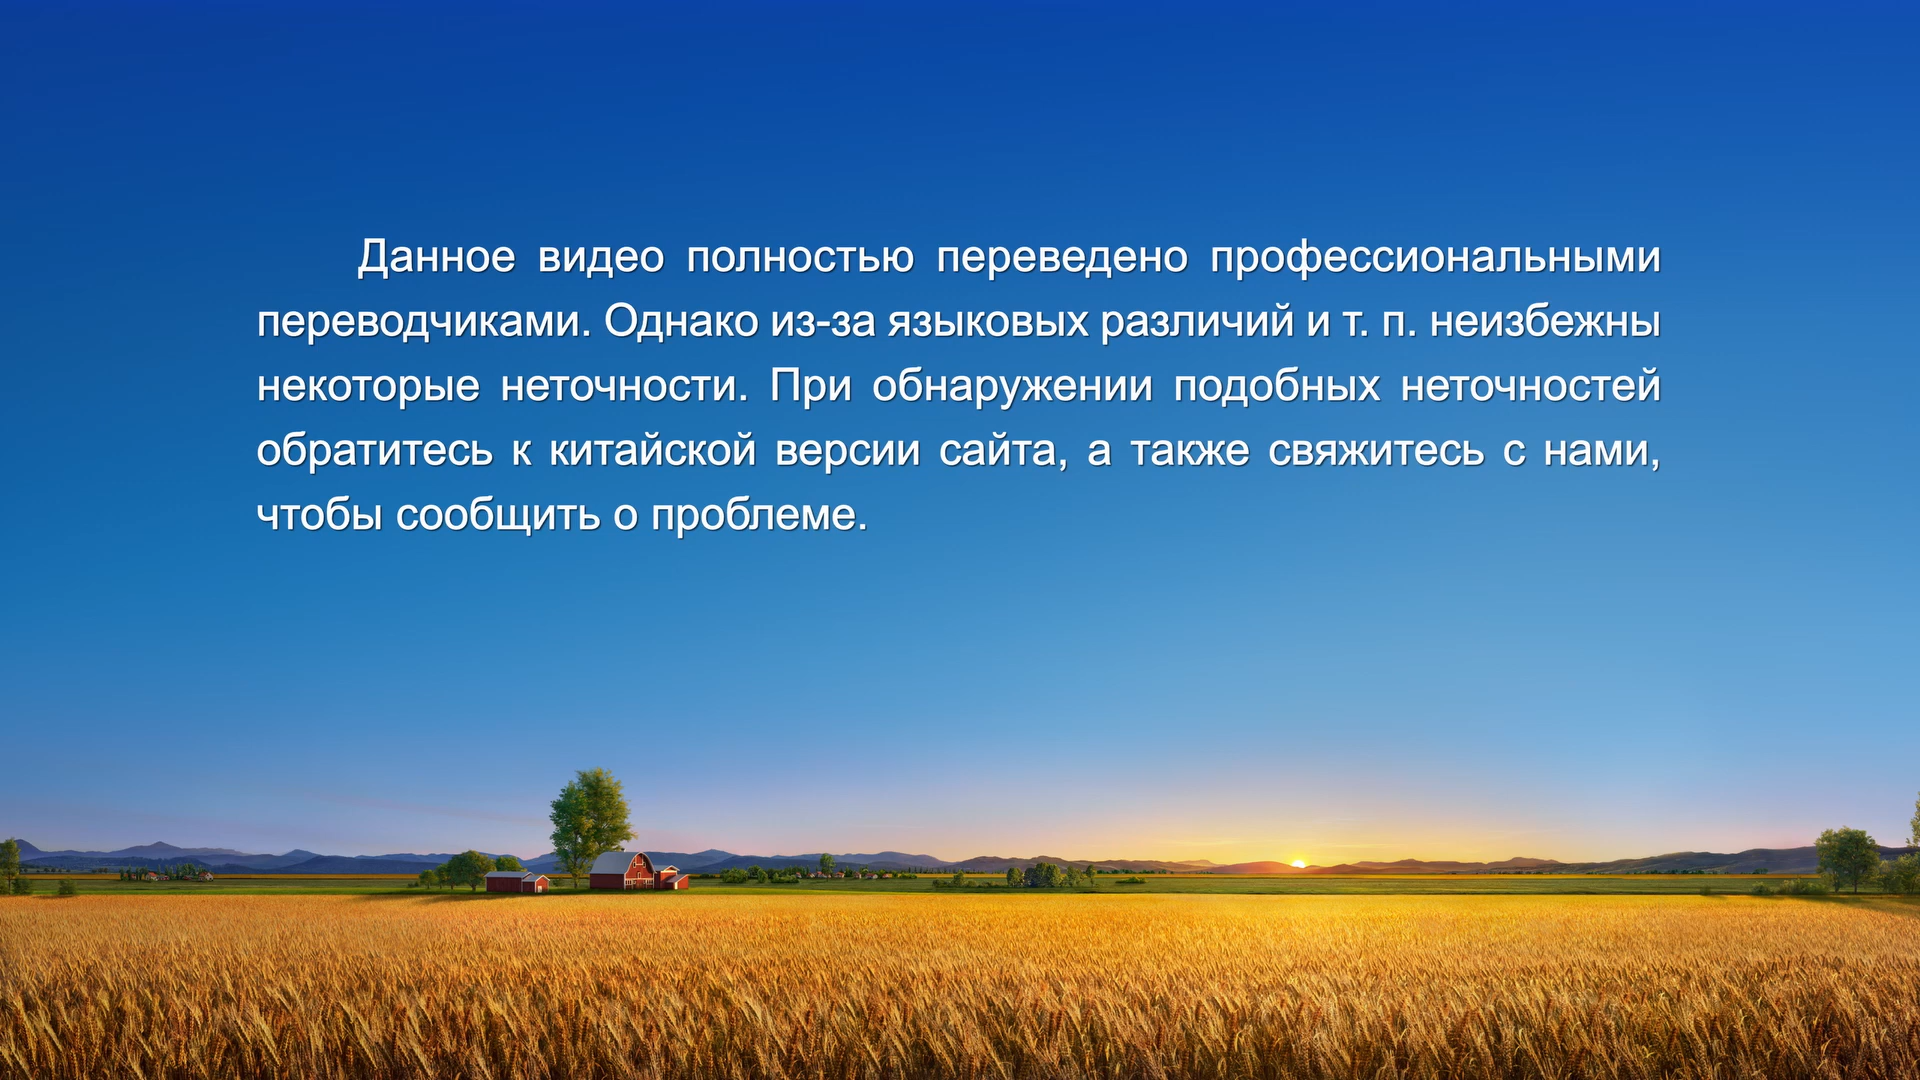 Данное видео полностью переведено профессиональными
переводчиками. Однако из-за языковых различий и т. п. неизбежны
некоторые неточности. При обнаружении подобных неточностей
обратитесь к китайской версии сайта, а также свяжитесь с нами,
чтобы сообщить о проблеме.